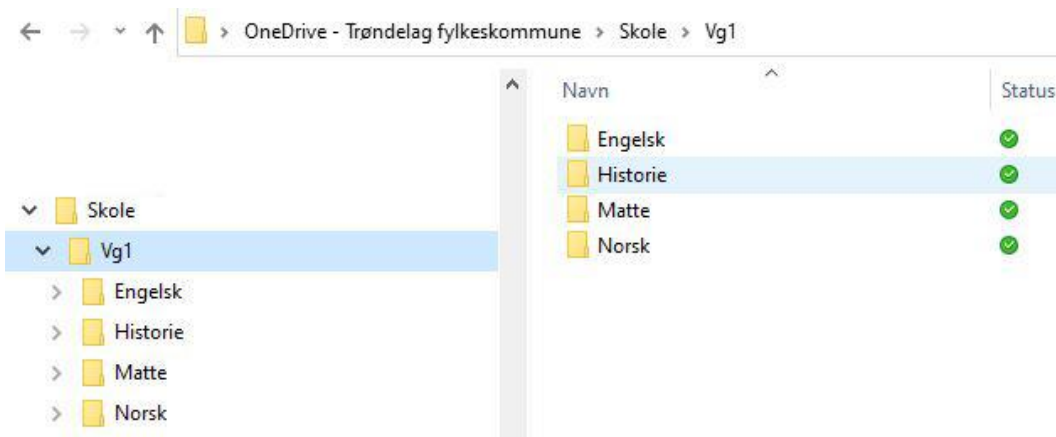 OneDrive - Trøndelag fylkeskommune > Skole > Vg1
Navn Status
Engelsk
Historie
Matte
Norsk
Skole
Vg1
Engelsk
Historie
Matte
Norsk